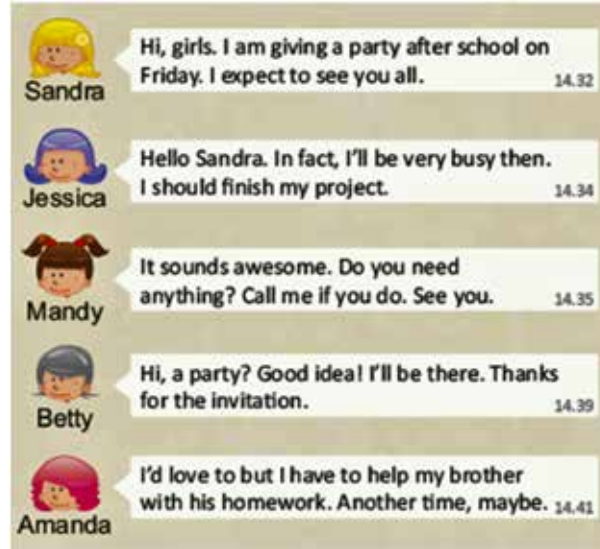 Hi, girls. I am giving a party after school on
Friday. I expect to see you all. 14.32
Sandra
Hello Sandra. In fact, I'll be very busy then.
I should finish my project. 14.34
Jessica
It sounds awesome. Do you need
anything? Call me if you do. See you. 14.35
Mandy
Hi, a party? Good idea! I'll be there. Thanks
for the invitation. 14.39
Betty
I'd love to but I have to help my brother
with his homework. Another time, maybe. 14.41
Amanda